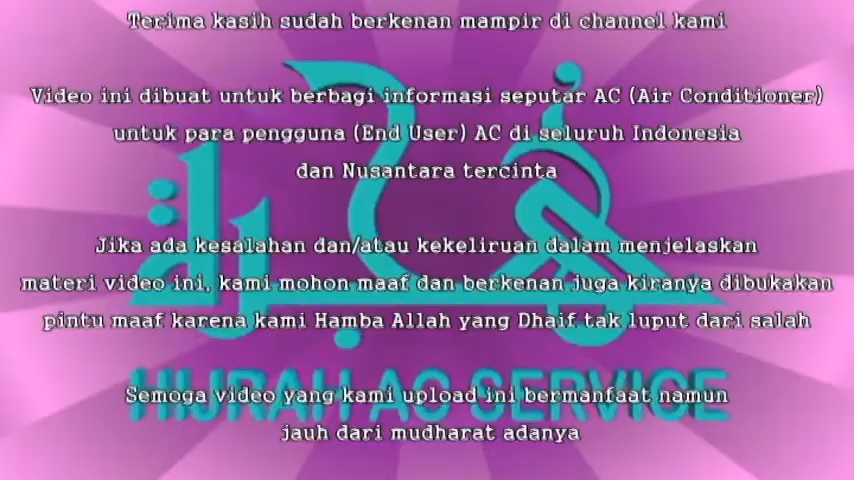 Terima kasih sudah berkenan mampir di channel kami
Video ini dibuat untuk berbagi informasi seputar AC (Air Conditioner)
untuk para pengguna (End User) AC di seluruh Indonesia
dan Nusantara tercinta
Jika ada kesalahan dan/atau kekeliruan dalam menjelaskan
materi video ini, kami mohon maaf dan berkenan juga kiranya dibukakan
pintu maaf karena kami Hamba Allah yang Dhaif tak luput dari salah
Semoga video yang kami upload ini bermanfaat namun
jauh dari mudharat adanya
هجرة
HIJRAH AC SERVICE